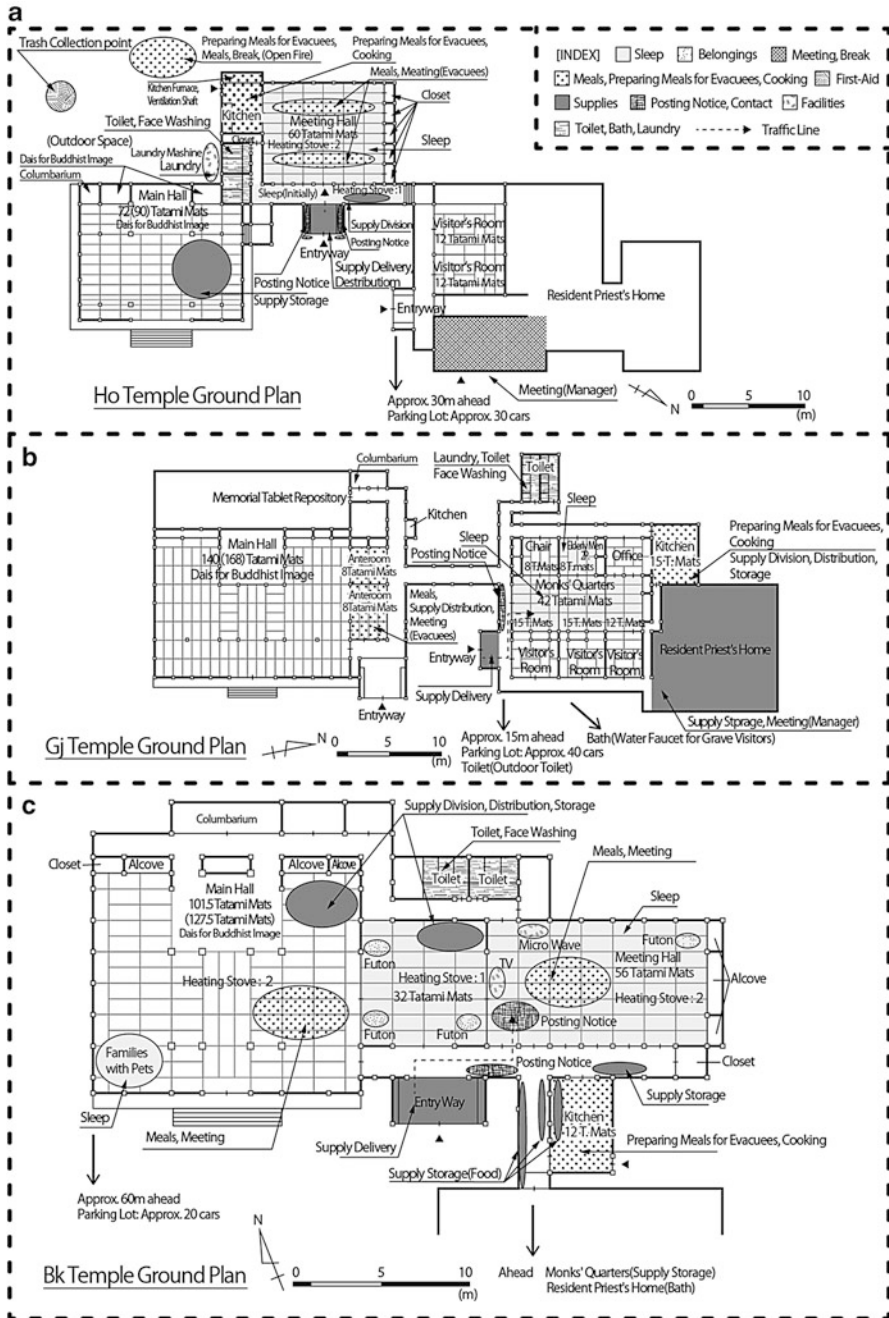 a
Trash Collection point
Preparing Meals for Evacuees,
Meals, Break, (Open Fire)
Preparing Meals for Evacuees,
Cooking
Meals, Meating(Evacuees)
Kitchen Furnace,
Ventilation Shaft
Kitchen
Closet
Toilet, Face Washing
Meeting Hall
60 Tatami Mats
Heating Stove : 2
Sleep
(Outdoor Space)
Dais for Buddhist Image
Columbarium
Laundry Mashine
Laundry
Main Hall
72 (90) Tatami Mats
Dais for Buddhist Image
Sleep(Initially)
Heating Stove :1
Supply Division
Posting Notice
Entryway
Posting Notice
Supply Storage
Supply Delivery,
Destribution
Entryway
Visitor's Room
12 Tatami Mats
Visitor's Room
12 Tatami Mats
Resident Priest's Home
Meeting(Manager)
Approx. 30m ahead
Parking Lot: Approx. 30 cars
Ho Temple Ground Plan
N
0 5 10
(m)
[INDEX] Sleep Belongings Meeting, Break
Meals, Preparing Meals for Evacuees, Cooking First-Aid
Supplies Posting Notice, Contact Facilities
Toilet, Bath, Laundry Traffic Line
b
Columbarium
Memorial Tablet Repository
Laundry, Toilet
Face Washing
Toilet
Kitchen
Sleep
Sleep
Posting Notice
Main Hall
140 (168) Tatami Mats
Dais for Buddhist Image
Anteroom
8Tatami Mats
Anteroom
8Tatami Mats
Meals,
Supply Distribution,
Meeting
(Evacuees)
Chair
8T.Mats
Elderly Men
8T.mats
Office
Monks' Quarters
42 Tatami Mats
15 T. Mats 15 T. Mats 12 T. Mats
Visitor's
Room
Visitor's
Room
Visitor's
Room
Kitchen
15 T. Mats
Preparing Meals for Evacuees,
Cooking
Supply Division, Distribution,
Storage
Resident Priest's Home
Entryway
Supply Delivery
Entryway
Supply Stprage, Meeting(Manager)
Bath(Water Faucet for Grave Visitors)
Approx. 15m ahead
Parking Lot: Approx. 40 cars
Toilet(Outdoor Toilet)
Gj Temple Ground Plan
N
0 5 10
(m)
c
Columbarium
Supply Division, Distribution, Storage
Toilet, Face Washing
Meals, Meeting
Closet
Alcove
Alcove
Alcove
Toilet
Toilet
Sleep
Main Hall
101.5 Tatami Mats
(127.5 Tatami Mats)
Dais for Buddhist Image
Heating Stove : 2
Futon
Heating Stove : 1
32 Tatami Mats
Futon
Futon
Micro Wave
TV
Futon
Meeting Hall
56 Tatami Mats
Heating Stove : 2
Alcove
Posting Notice
Posting Notice
Closet
Families
with Pets
Sleep
Meals, Meeting
EntryWay
Supply Delivery
Supply Storage
Kitchen
12 T. Mats
Preparing Meals for Evacuees, Cooking
Supply Storage(Food)
Approx. 60m ahead
Parking Lot: Approx. 20 cars
Ahead Monks' Quarters(Supply Storage)
Resident Priest's Home(Bath)
Bk Temple Ground Plan
N
0 5 10
(m)